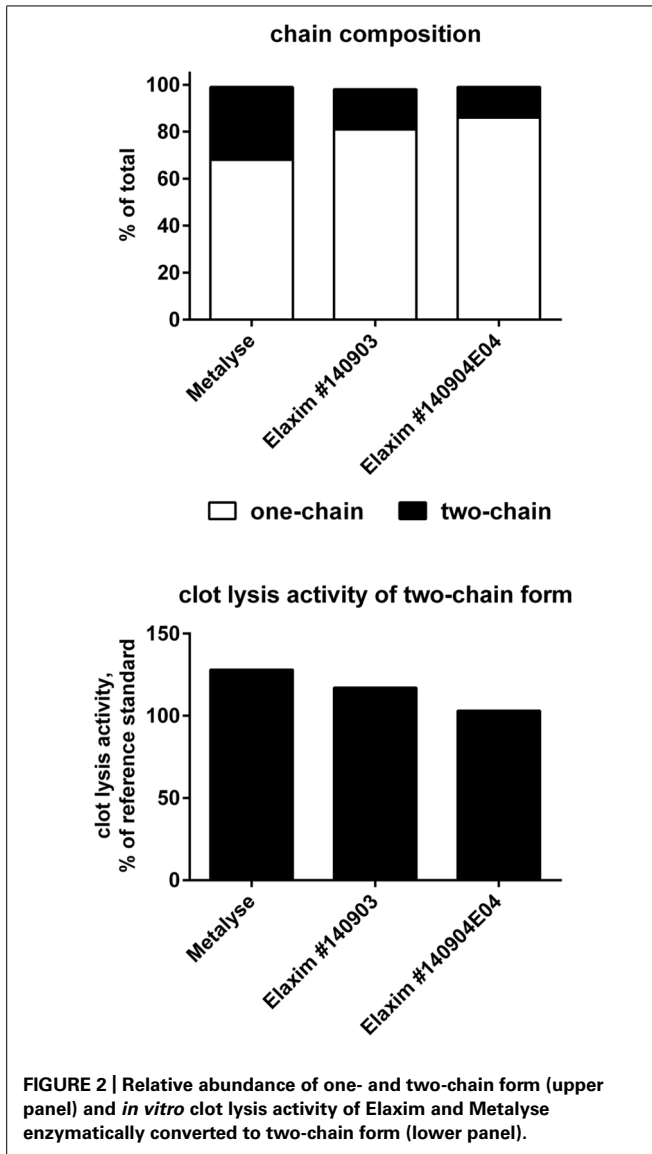 chain composition
100
80
60
40
20
0
% of total
Metalyse
Elaxim #140903
Elaxim #140904E04
one-chain
two-chain
clot lysis activity of two-chain form
150
100
50
0
clot lysis activity,
% of reference standard
Metalyse
Elaxim #140903
Elaxim #140904E04
FIGURE 2 | Relative abundance of one- and two-chain form (upper
panel) and in vitro clot lysis activity of Elaxim and Metalyse
enzymatically converted to two-chain form (lower panel).